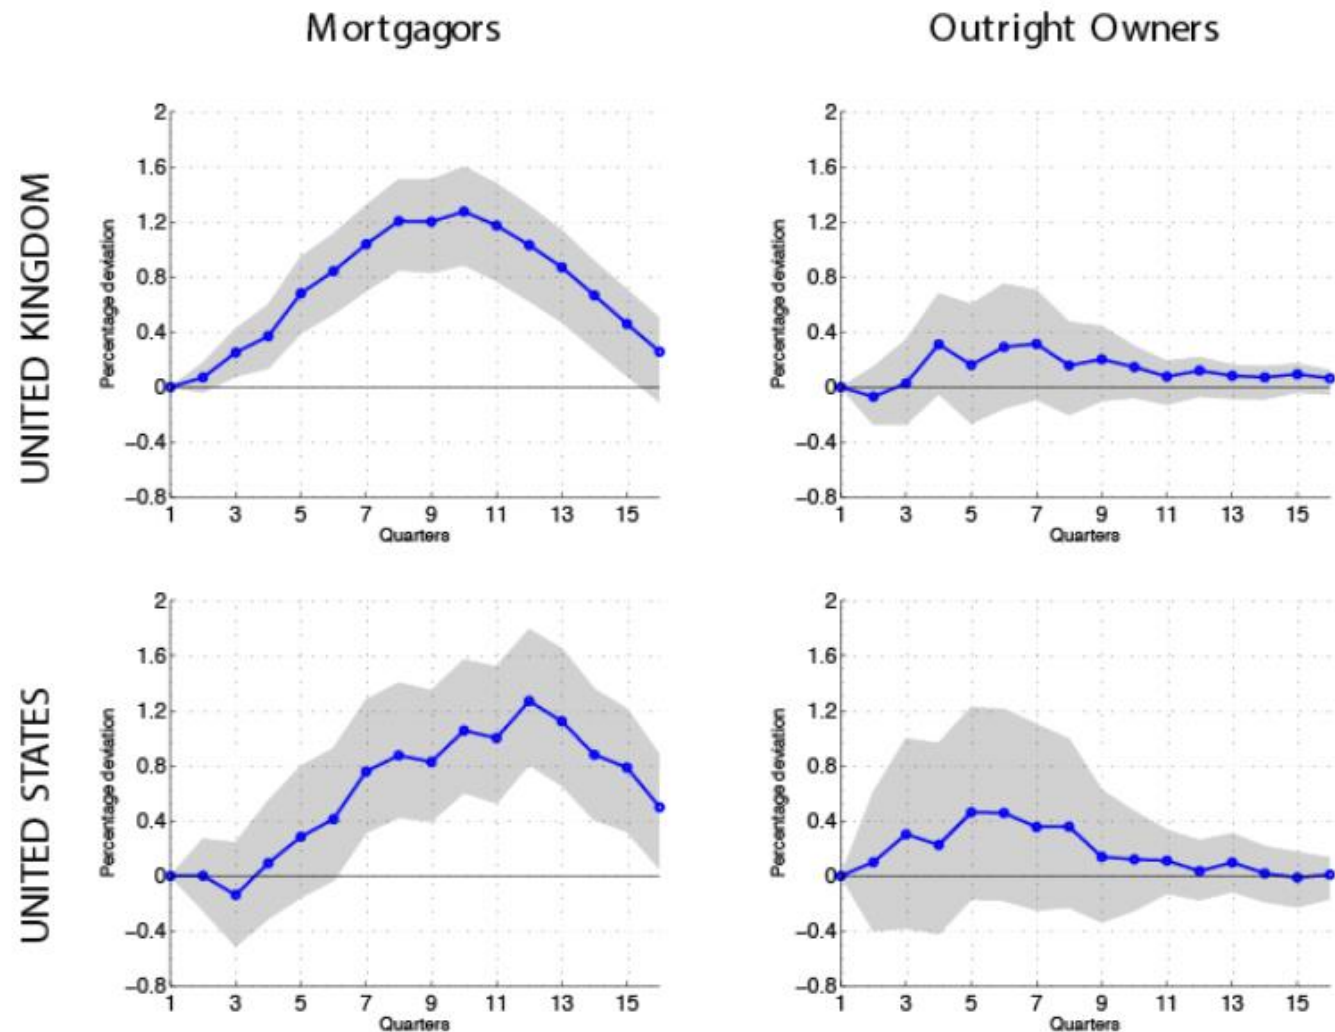 Mortgagors
Outright Owners
UNITED KINGDOM
Percentage deviation
2
1.6
1.2
0.8
0.4
0
−0.4
−0.8
1 3 5 7 9 11 13 15
Quarters
Percentage deviation
2
1.6
1.2
0.8
0.4
0
−0.4
−0.8
1 3 5 7 9 11 13 15
Quarters
UNITED STATES
Percentage deviation
2
1.6
1.2
0.8
0.4
0
−0.4
−0.8
1 3 5 7 9 11 13 15
Quarters
Percentage deviation
2
1.6
1.2
0.8
0.4
0
−0.4
−0.8
1 3 5 7 9 11 13 15
Quarters